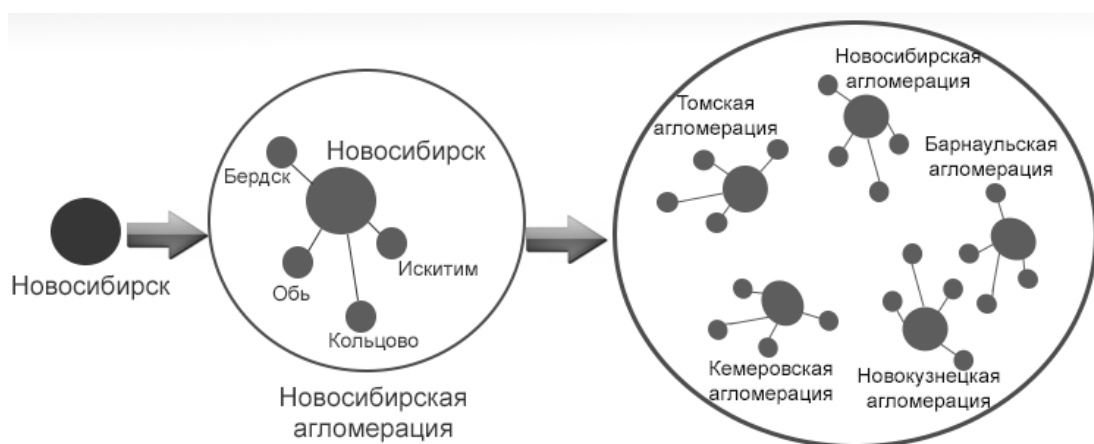 Новосибирск
Новосибирск
Бердск
Искитим
Обь
Кольцово
Новосибирская
агломерация
Новосибирская
агломерация
Томская
агломерация
Барнаульская
агломерация
Кемеровская
агломерация
Новокузнецкая
агломерация